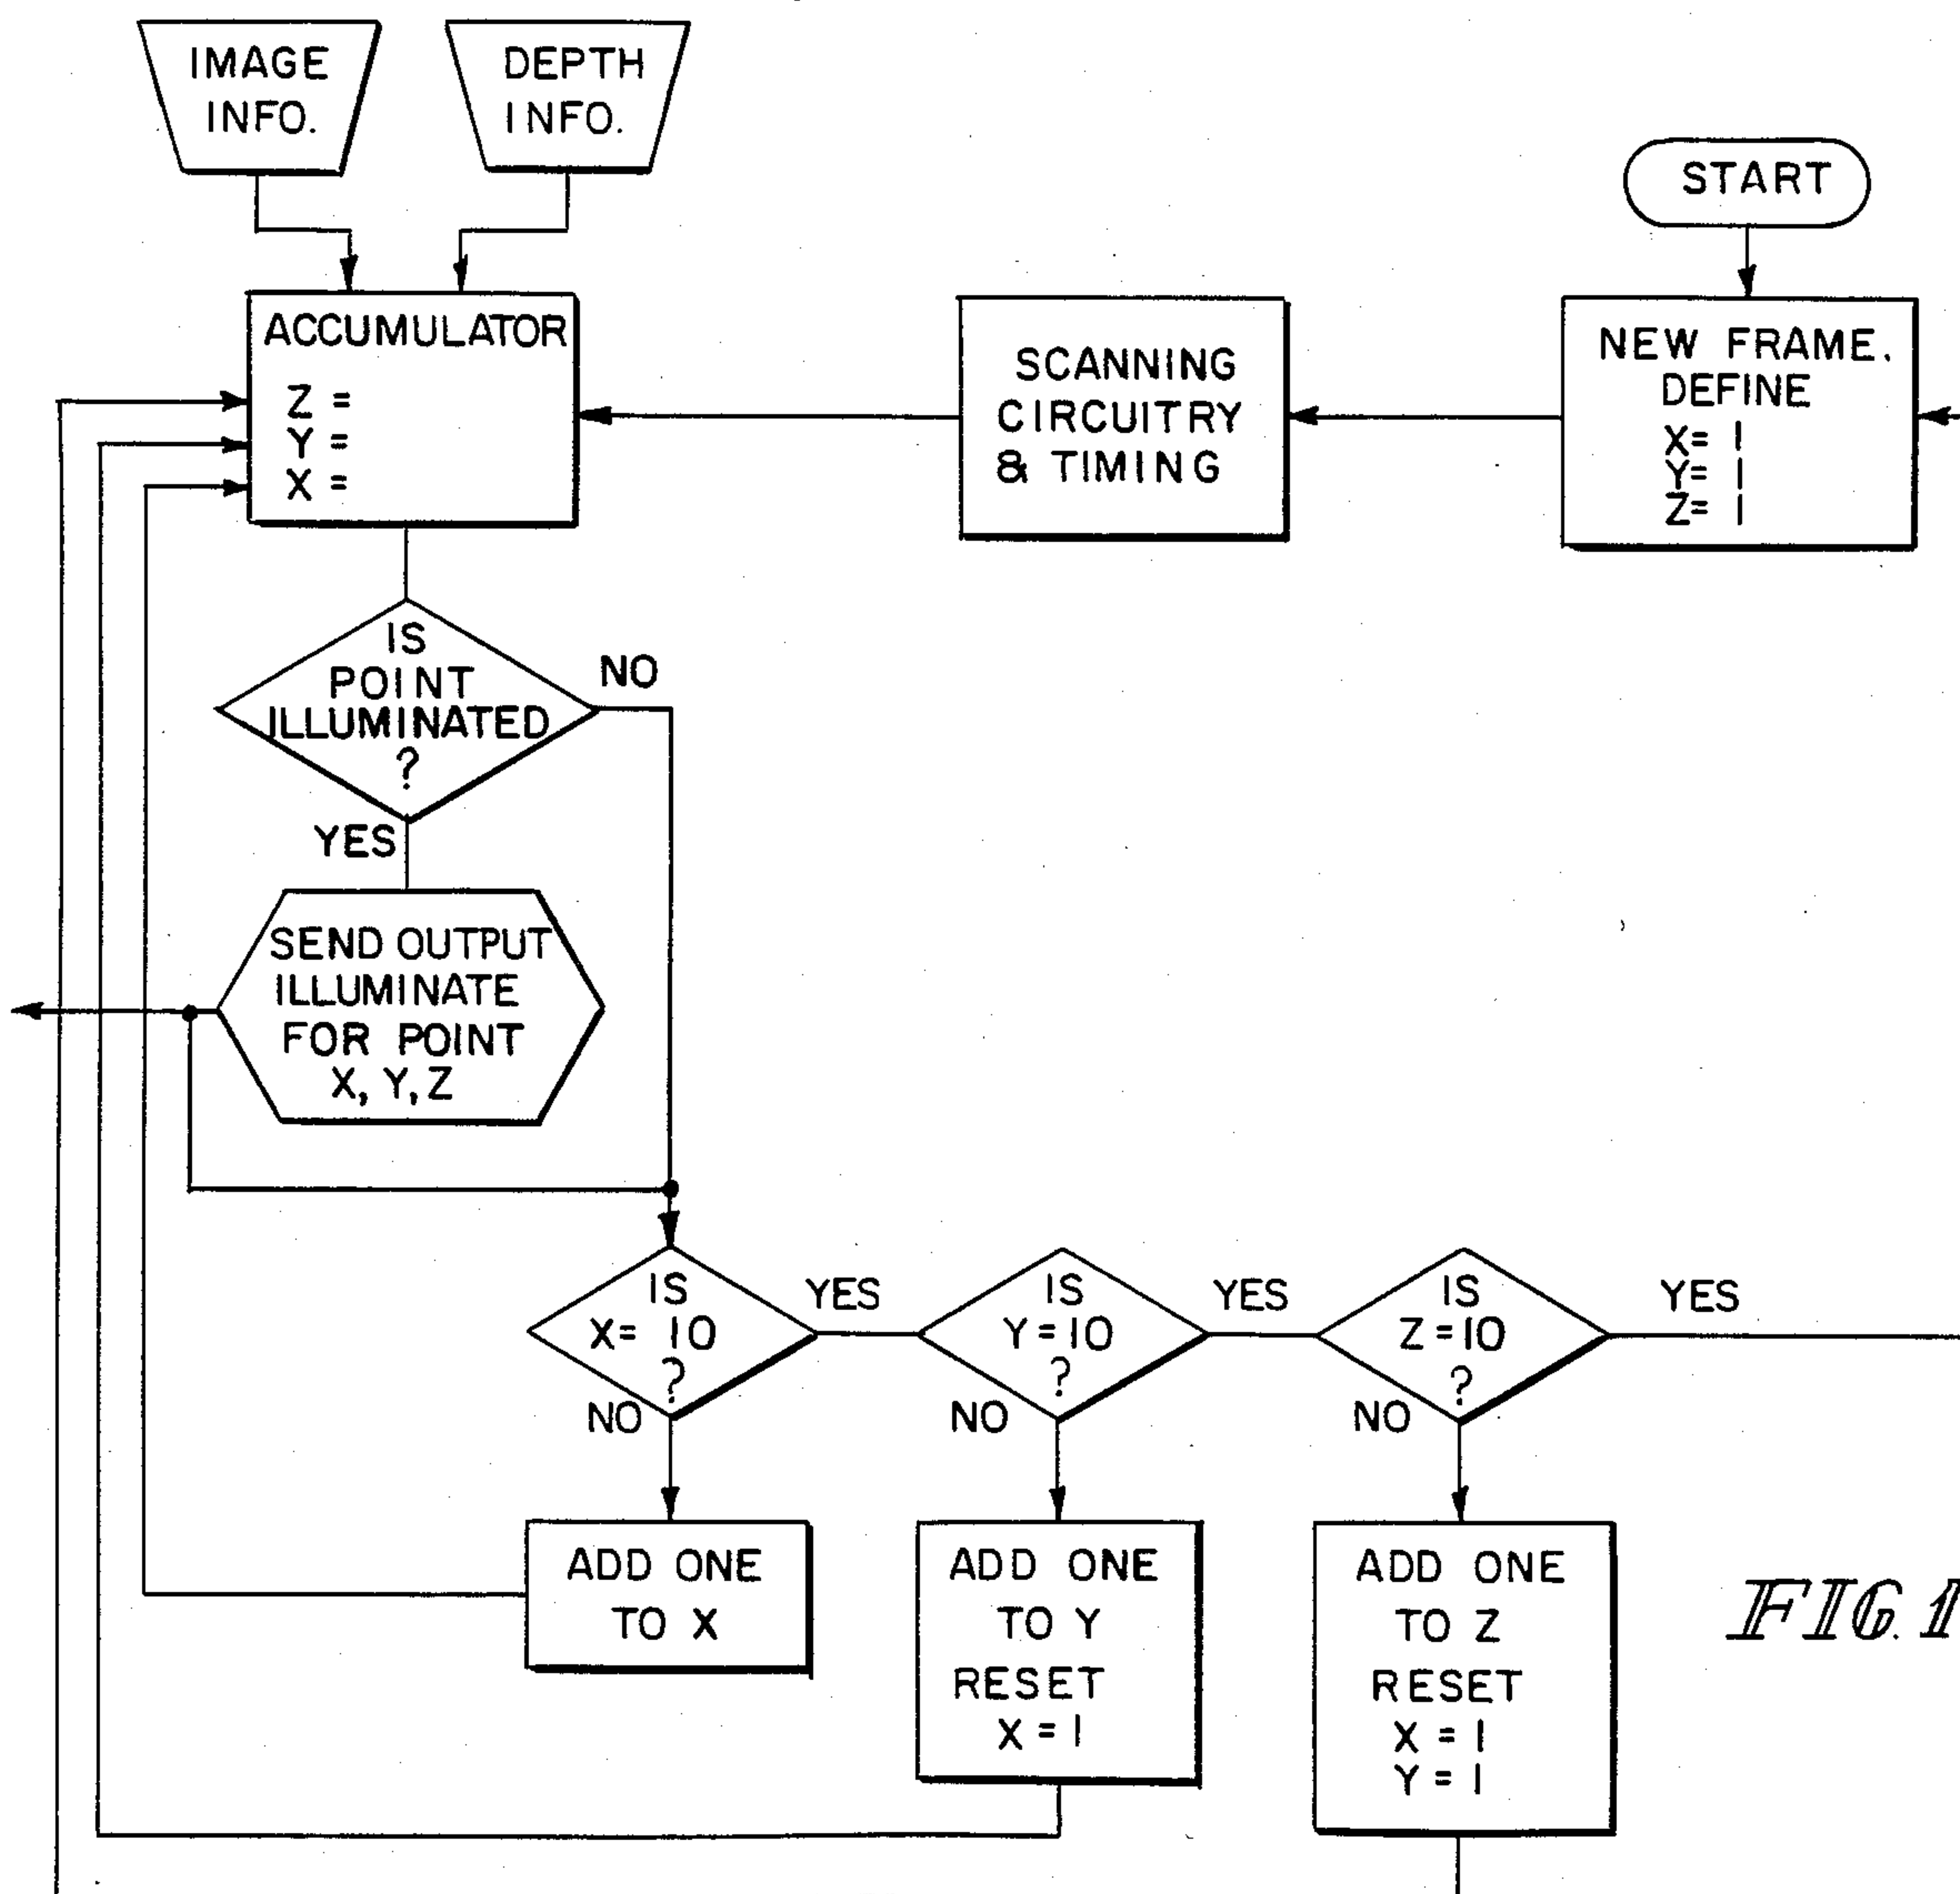 IMAGE
INFO.
DEPTH
INFO.
START
ACCUMULATOR
Z =
Y =
X =
SCANNING
CIRCUITRY
& TIMING
NEW FRAME.
DEFINE
X= 1
Y= 1
Z= 1
IS
POINT
ILLUMINATED
?
NO
YES
SEND OUTPUT
ILLUMINATE
FOR POINT
X, Y, Z
IS
X= 10
?
YES
NO
IS
Y=10
?
YES
NO
IS
Z=10
?
YES
NO
ADD ONE
TO X
ADD ONE
TO Y
RESET
X = 1
ADD ONE
TO Z
RESET
X = 1
Y = 1
FIG. 1